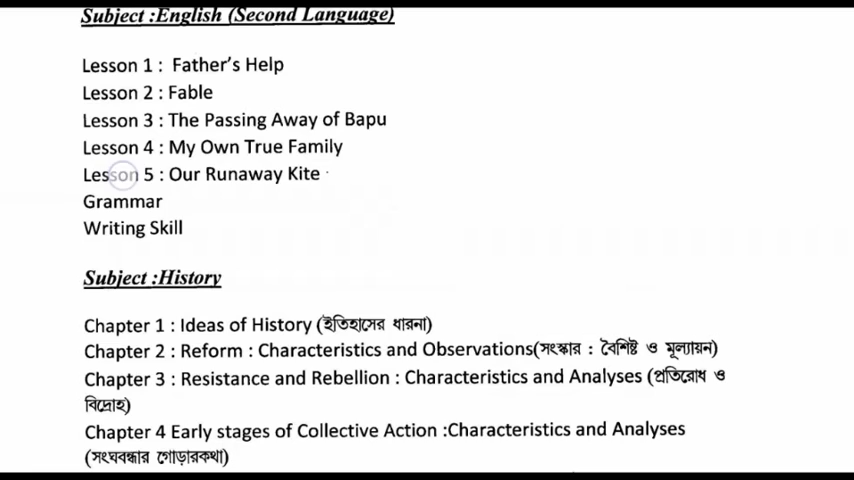 Subject :English (Second Language)
Lesson 1 : Father's Help
Lesson 2 : Fable
Lesson 3 : The Passing Away of Bapu
Lesson 4 : My Own True Family
Lesson 5 : Our Runaway Kite
Grammar
Writing Skill
Subject :History
Chapter 1 : Ideas of History (ইতিহাসের ধারনা)
Chapter 2 : Reform : Characteristics and Observations(সংস্কার : বৈশিষ্ট ও মূল্যায়ন)
Chapter 3 : Resistance and Rebellion : Characteristics and Analyses (প্রতিরোধ ও
বিদ্রোহ)
Chapter 4 Early stages of Collective Action :Characteristics and Analyses
(সংঘবদ্ধার গোড়ারকথা)